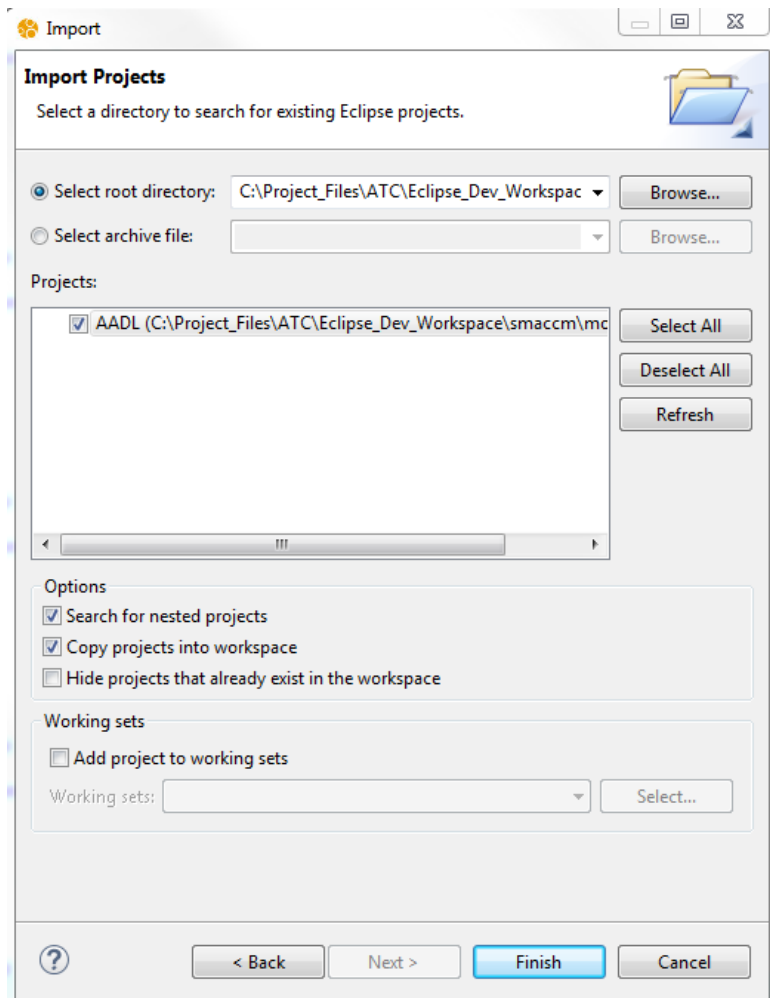 Import
Import Projects
Select a directory to search for existing Eclipse projects.
Select root directory: C:\Project_Files\ATC\Eclipse_Dev_Workspac Browse...
Select archive file: Browse...
Projects:
AADL (C:\Project_Files\ATC\Eclipse_Dev_Workspace\smaccm\mc Select All
Deselect All
Refresh
Options
Search for nested projects
Copy projects into workspace
Hide projects that already exist in the workspace
Working sets
Add project to working sets
Working sets: Select...
? < Back Next > Finish Cancel